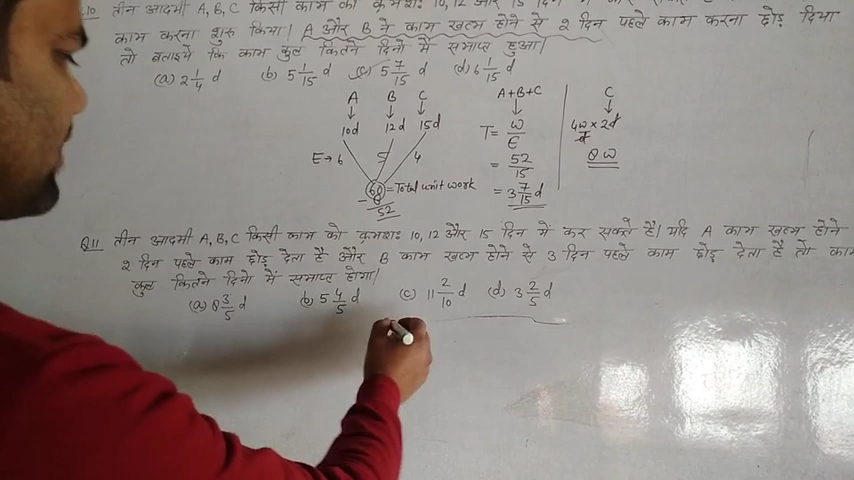 10 तीन आदमी A, B, C किसी काम को क्रमशः 10, 12 और 15 दिन में कर
काम करना शुरू किया। A और B ने काम खत्म होने से 2 दिन पहले काम करना छोड़ दिया
तो बताइये कि काम कुल कितने दिनों में समाप्त हुआ।
(a) 2 1/4 d (b) 5 1/15 d (c) 5 7/15 d (d) 6 1/15 d
A B C
10d 12d 15d
E→ 6 5 4
60 = Total unit work
- 8
52
A+B+C
T = W/E
= 52/15
= 3 7/15 d
C
4W × 2d
d
8 W
Q11 तीन आदमी A, B, C किसी काम को क्रमशः 10, 12 और 15 दिन में कर सकते हैं। यदि A काम खत्म होने
2 दिन पहले काम छोड़ देता है और B काम खत्म होने से 3 दिन पहले काम छोड़ देता है तो काम
कुल कितने दिनों में समाप्त होगा।
(a) 8 3/5 d (b) 5 4/5 d (c) 11 2/10 d (d) 3 2/5 d